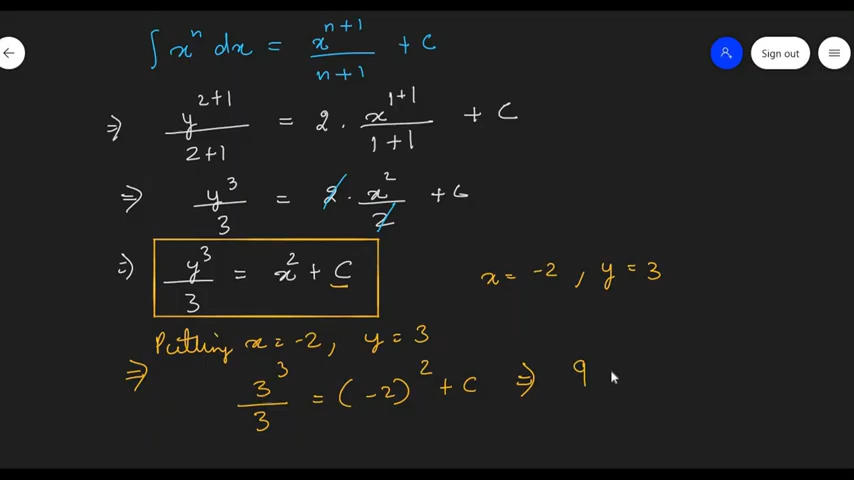 ∫ xⁿ dx = xⁿ⁺¹/n+1 + C
Sign out
⇒ y²⁺¹/2+1 = 2 · x¹⁺¹/1+1 + C
⇒ y³/3 = 2 · x²/2 + C
⇒ y³/3 = x² + C
x = -2 , y = 3
Putting x = -2, y = 3
⇒ 3³/3 = (-2)² + C ⇒ 9